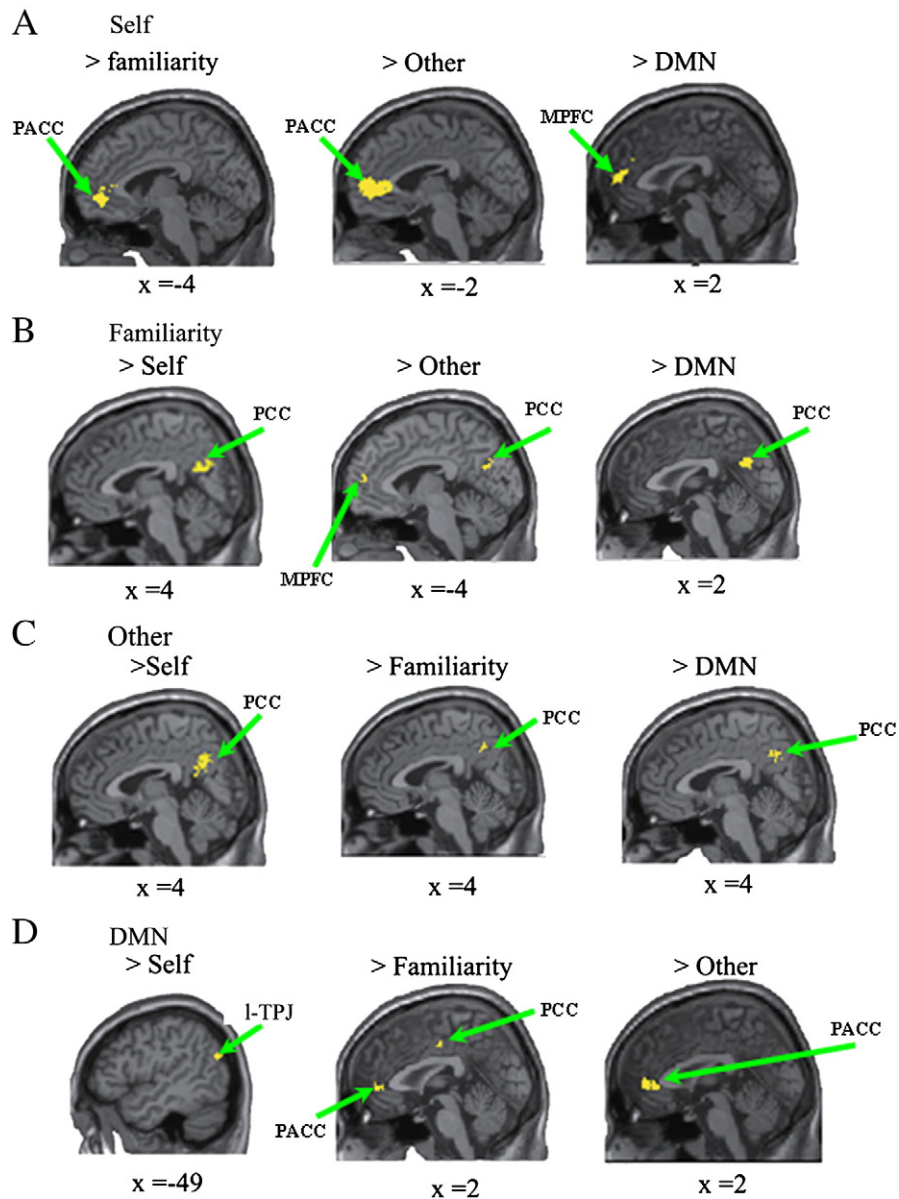 A Self
> familiarity > Other > DMN
PACC PACC MPFC
x =-4 x =-2 x =2
B Familiarity
> Self > Other > DMN
PCC PCC PCC
MPFC
x =4 x =-4 x =2
C Other
>Self > Familiarity > DMN
PCC PCC PCC
x =4 x =4 x =4
D DMN
> Self > Familiarity > Other
l-TPJ PCC PACC
PACC
x =-49 x =2 x =2